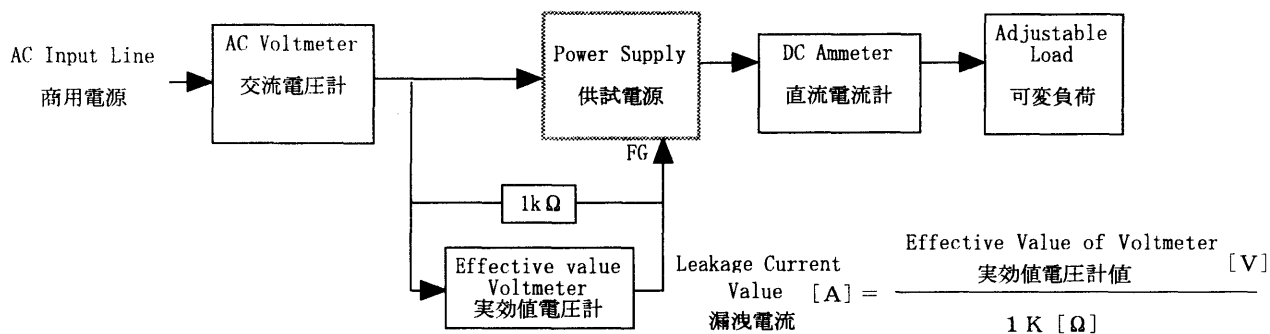 AC Input Line
商用電源
AC Voltmeter
交流電圧計
Power Supply
供試電源
DC Ammeter
直流電流計
Adjustable
Load
可変負荷
FG
1kΩ
Effective value
Voltmeter
実効値電圧計
Leakage Current
Value [A] =
漏洩電流
Effective Value of Voltmeter [V]
実効値電圧計値
1K [Ω]